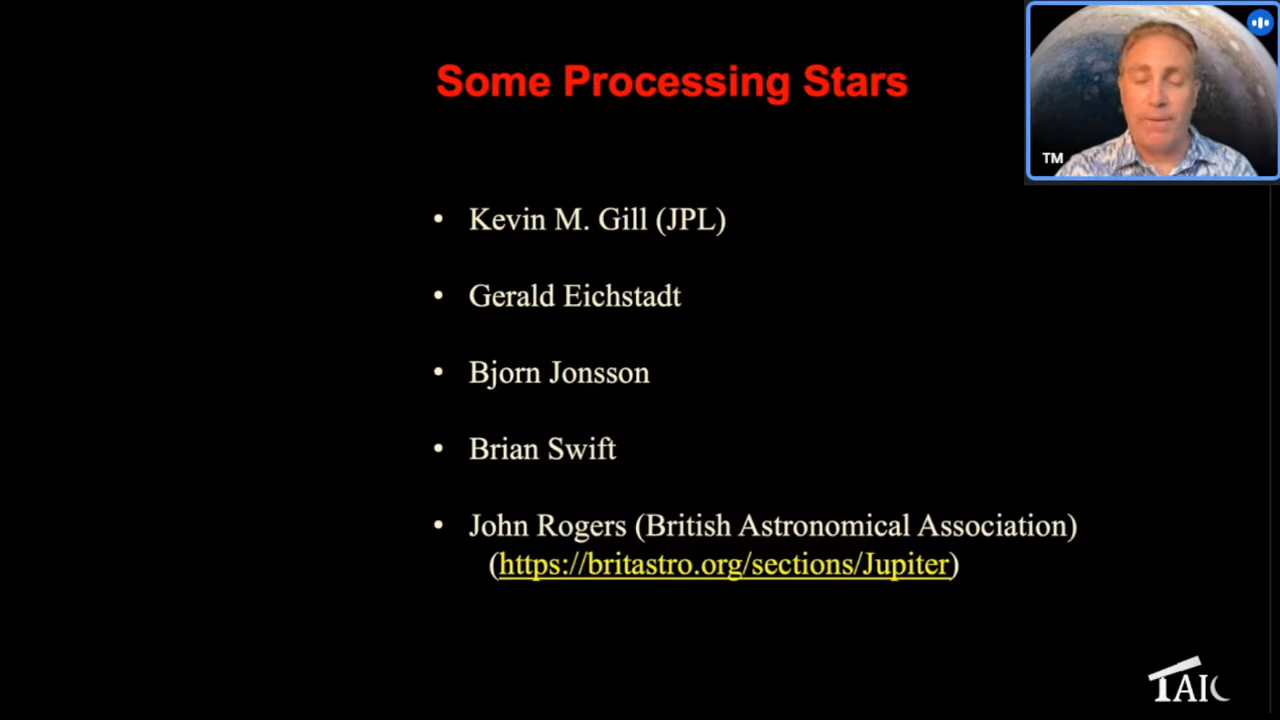 Some Processing Stars
TM
• Kevin M. Gill (JPL)
• Gerald Eichstadt
• Bjorn Jonsson
• Brian Swift
• John Rogers (British Astronomical Association)
(https://britastro.org/sections/Jupiter)
TAIC